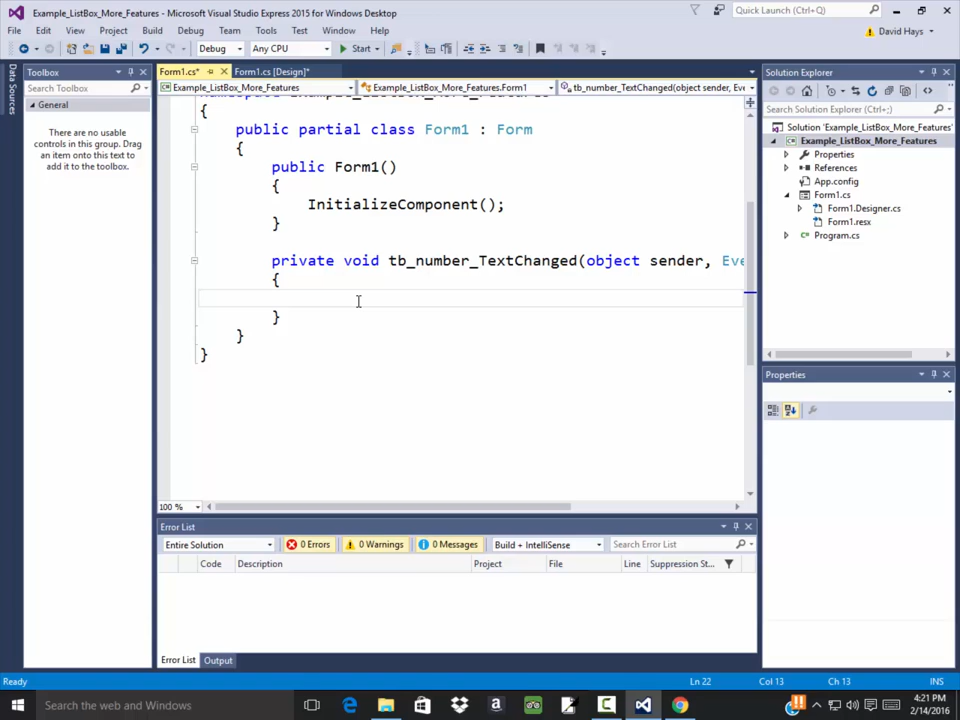 Example_ListBox_More_Features - Microsoft Visual Studio Express 2015 for Windows Desktop
Quick Launch (Ctrl+Q)
File Edit View Project Build Debug Team Tools Test Window Help
David Hays
Debug Any CPU Start
Data Sources
Toolbox
Search Toolbox
General
There are no usable
controls in this group. Drag
an item onto this text to
add it to the toolbox.
Form1.cs* Form1.cs [Design]*
Example_ListBox_More_Features Example_ListBox_More_Features.Form1 tb_number_TextChanged(object sender, Eve
{
public partial class Form1 : Form
{
public Form1()
{
InitializeComponent();
}
private void tb_number_TextChanged(object sender, Eve
{
}
}
}
100 %
Solution Explorer
Search Solution Explorer (Ctrl+;)
Solution 'Example_ListBox_More_Features'
Example_ListBox_More_Features
Properties
References
App.config
Form1.cs
Form1.Designer.cs
Form1.resx
Program.cs
Properties
Error List
Entire Solution 0 Errors 0 Warnings 0 Messages Build + IntelliSense Search Error List
Code Description Project File Line Suppression St...
Error List Output
Ready Ln 22 Col 13 Ch 13 INS
Search the web and Windows
4:21 PM
2/14/2016